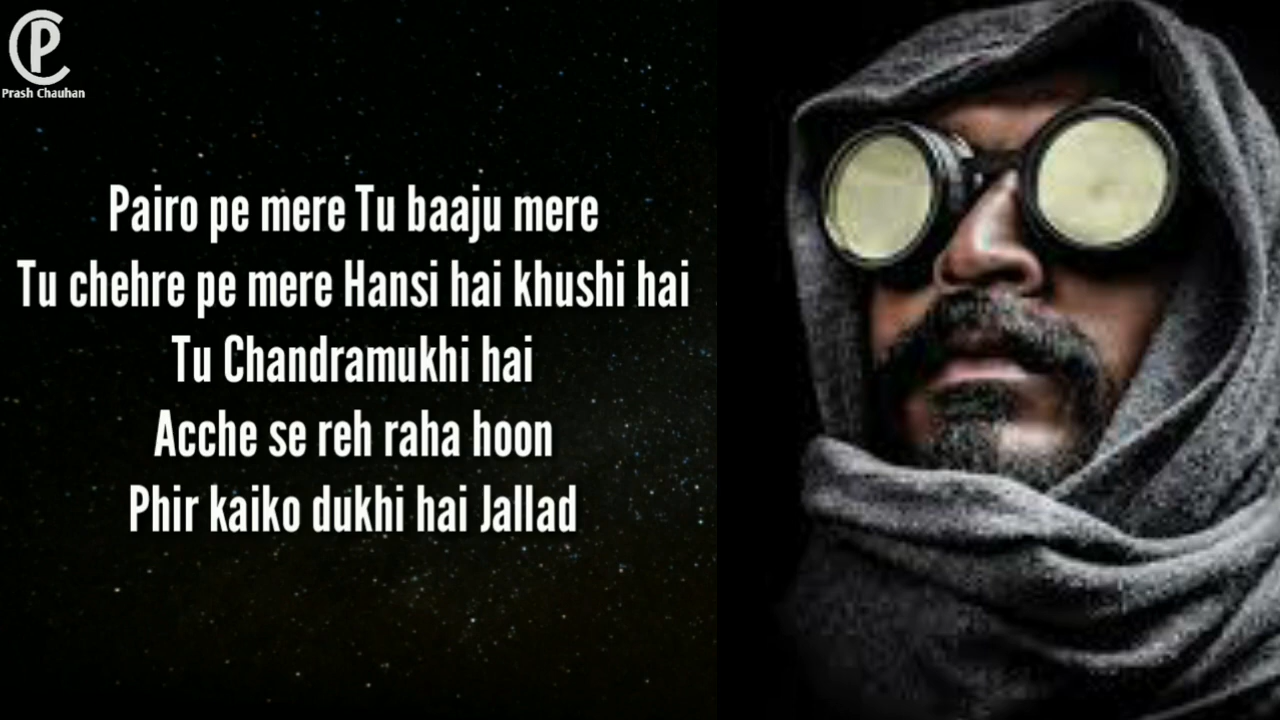 CP
Prash Chauhan
Pairo pe mere Tu baaju mere
Tu chehre pe mere Hansi hai khushi hai
Tu Chandramukhi hai
Acche se reh raha hoon
Phir kaiko dukhi hai Jallad